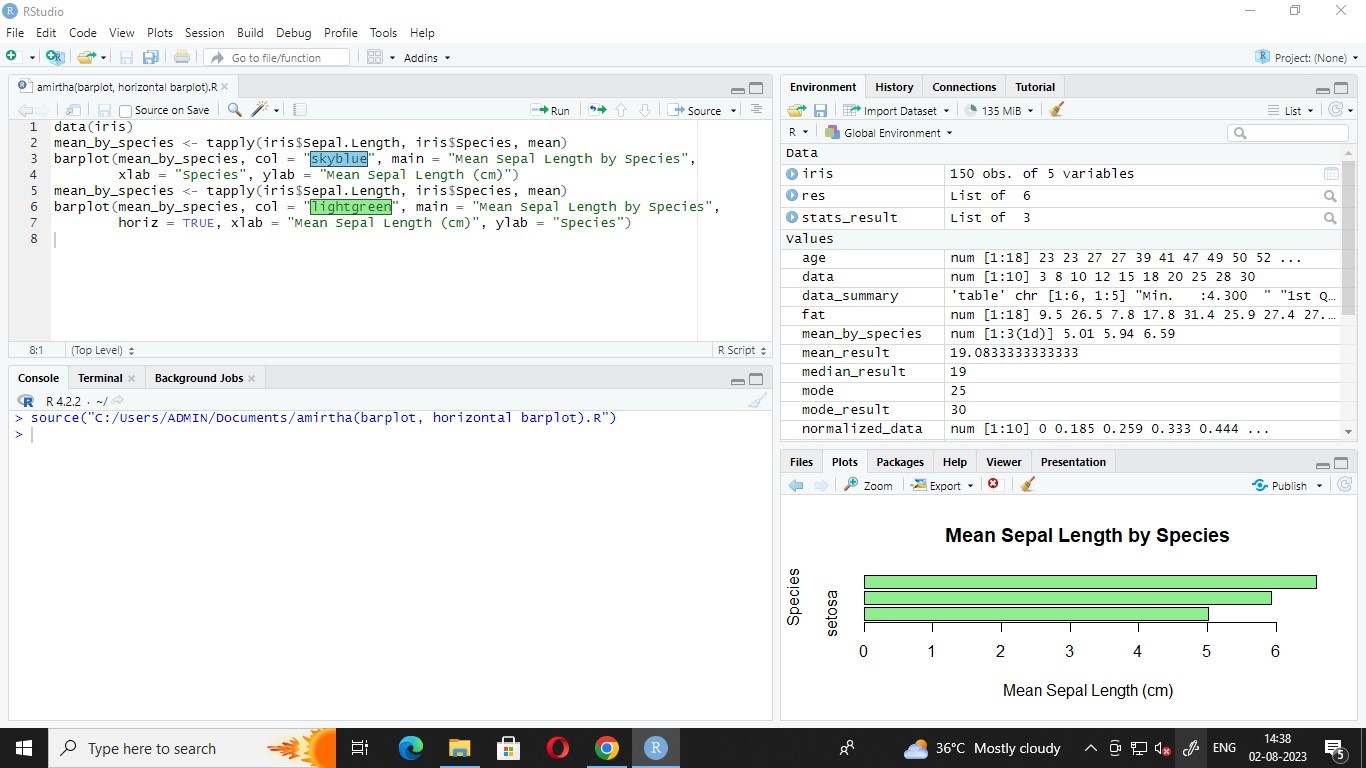 RStudio
File Edit Code View Plots Session Build Debug Profile Tools Help
Go to file/function Addins Project: (None)
amirtha(barplot, horizontal barplot).R
Source on Save Run Source
1 data(iris)
2 mean_by_species <- tapply(iris$Sepal.Length, iris$Species, mean)
3 barplot(mean_by_species, col = "skyblue", main = "Mean Sepal Length by Species",
4 xlab = "Species", ylab = "Mean Sepal Length (cm)")
5 mean_by_species <- tapply(iris$Sepal.Length, iris$Species, mean)
6 barplot(mean_by_species, col = "lightgreen", main = "Mean Sepal Length by Species",
7 horiz = TRUE, xlab = "Mean Sepal Length (cm)", ylab = "Species")
8
8:1 (Top Level) R Script
Console Terminal Background Jobs
R 4.2.2 · ~/
> source("C:/Users/ADMIN/Documents/amirtha(barplot, horizontal barplot).R")
>
Environment History Connections Tutorial
Import Dataset 135 MiB List
R Global Environment
Data
iris 150 obs. of 5 variables
res List of 6
stats_result List of 3
Values
age num [1:18] 23 23 27 27 39 41 47 49 50 52 ...
data num [1:10] 3 8 10 12 15 18 20 25 28 30
data_summary 'table' chr [1:6, 1:5] "Min. :4.300 " "1st Q…
fat num [1:18] 9.5 26.5 7.8 17.8 31.4 25.9 27.4 27.…
mean_by_species num [1:3(1d)] 5.01 5.94 6.59
mean_result 19.0833333333333
median_result 19
mode 25
mode_result 30
normalized_data num [1:10] 0 0.185 0.259 0.333 0.444 ...
Files Plots Packages Help Viewer Presentation
Zoom Export Publish
Mean Sepal Length by Species
Species
setosa
0 1 2 3 4 5 6
Mean Sepal Length (cm)
Type here to search
36°C Mostly cloudy
ENG
14:38
02-08-2023
5